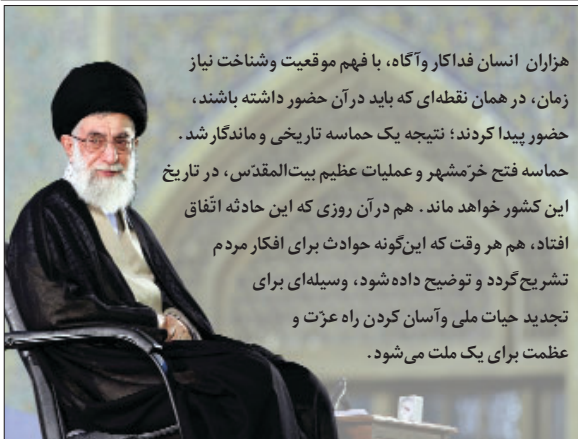 هزاران انسان فداکار وآگاه، با فهم موقعیت وشناخت نیاز
زمان، در همان نقطه‌ای که باید در آن حضور داشته باشند،
حضور پیدا کردند؛ نتیجه یک حماسه تاریخی و ماندگار شد.
حماسه فتح خرّمشهر و عملیات عظیم بیت‌المقدّس، در تاریخ
این کشور خواهد ماند. هم در آن روزی که این حادثه اتّفاق
افتاد، هم هر وقت که این‌گونه حوادث برای افکار مردم
تشریح گردد و توضیح داده شود، وسیله‌ای برای
تجدید حیات ملی وآسان کردن راه عزّت و
عظمت برای یک ملت می‌شود.